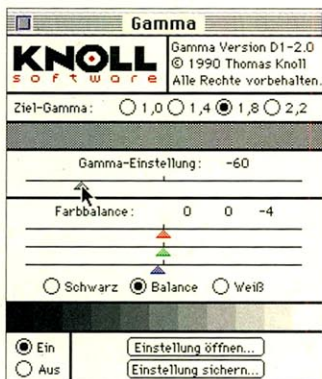 Gamma
KNOLL
software
Gamma Version D1-2.0
© 1990 Thomas Knoll
Alle Rechte vorbehalten.
Ziel-Gamma: 1,0 1,4 1,8 2,2
Gamma-Einstellung: -60
Farbbalance: 0 0 -4
Schwarz Balance Weiß
Ein
Aus
Einstellung öffnen...
Einstellung sichern...